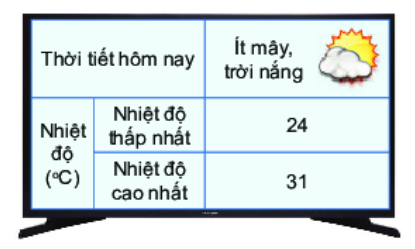 Thời tiết hôm nay
Ít mây,
trời nắng
Nhiệt
độ
(°C)
Nhiệt độ
thấp nhất
24
Nhiệt độ
cao nhất
31